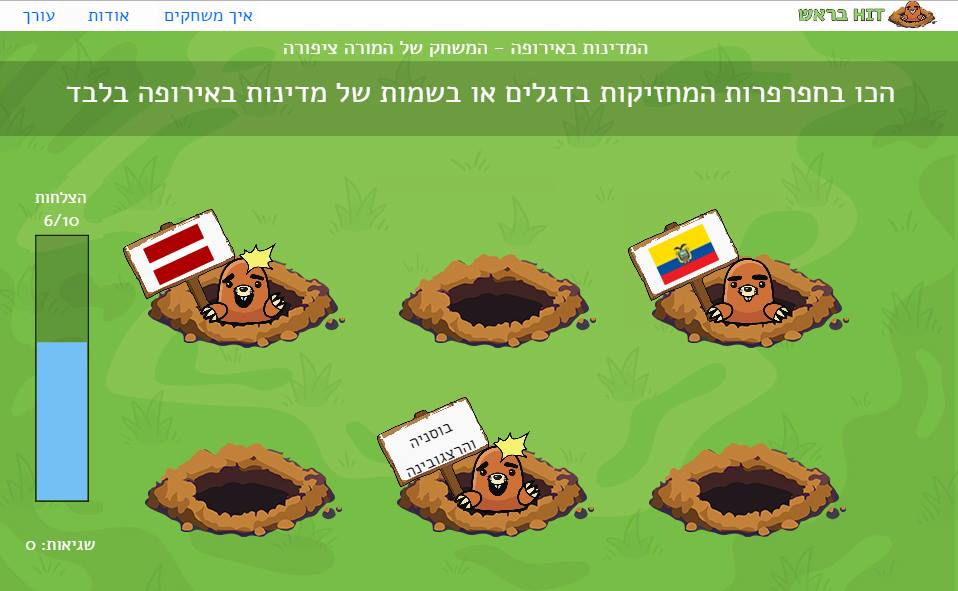 HIT בראש
איך משחקים
אודות
עורך
המדינות באירופה - המשחק של המורה ציפורה
הכו בחפרפרות המחזיקות בדגלים או בשמות של מדינות באירופה בלבד
הצלחות
6/10
בוסניה
והרצגובינה
שגיאות: 0